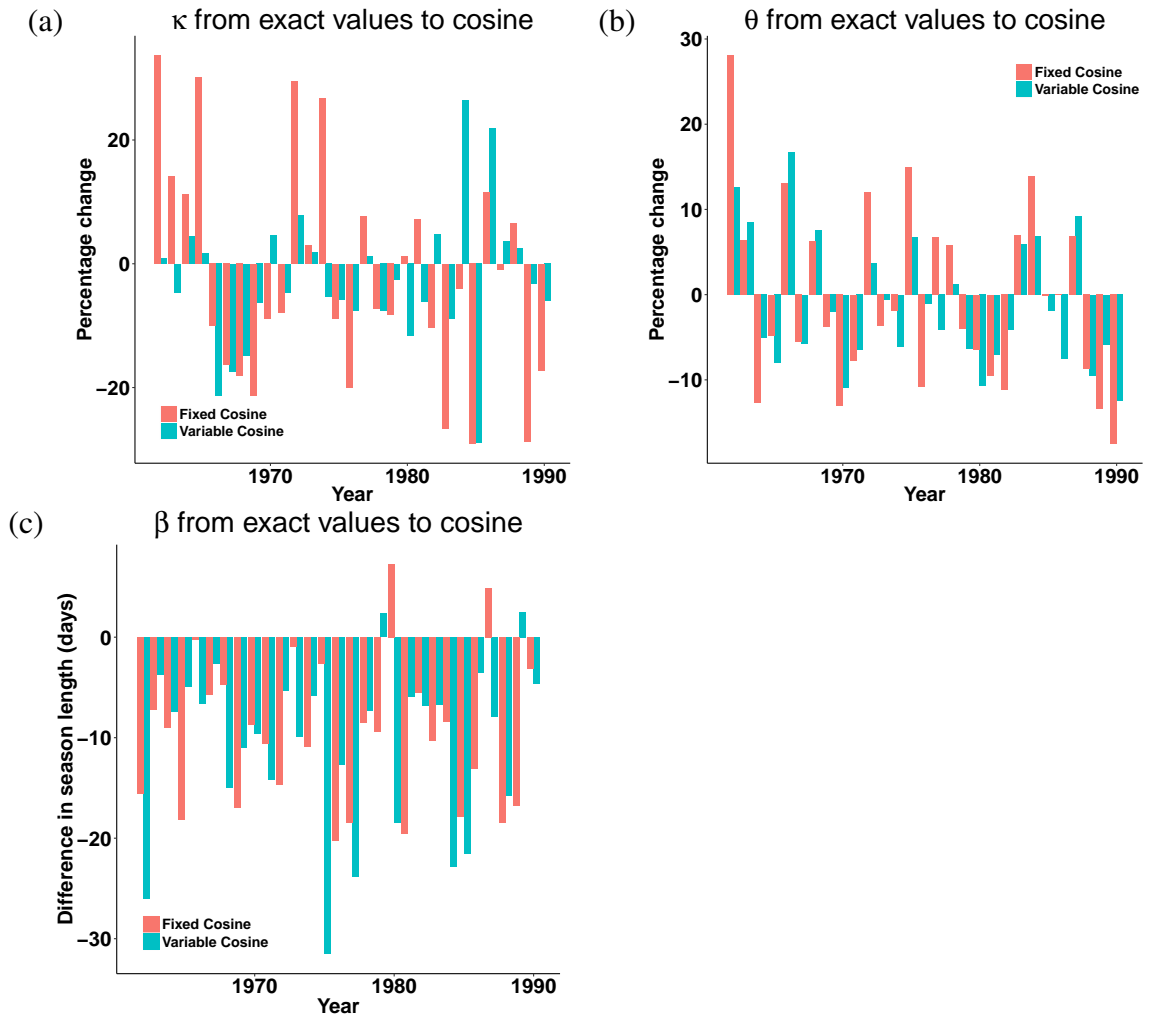 (a)
κ from exact values to cosine
20
0
−20
Percentage change
Fixed Cosine
Variable Cosine
1970
1980
1990
Year
(b)
θ from exact values to cosine
30
20
10
0
−10
Percentage change
Fixed Cosine
Variable Cosine
1970
1980
1990
Year
(c)
β from exact values to cosine
0
−10
−20
−30
Difference in season length (days)
Fixed Cosine
Variable Cosine
1970
1980
1990
Year